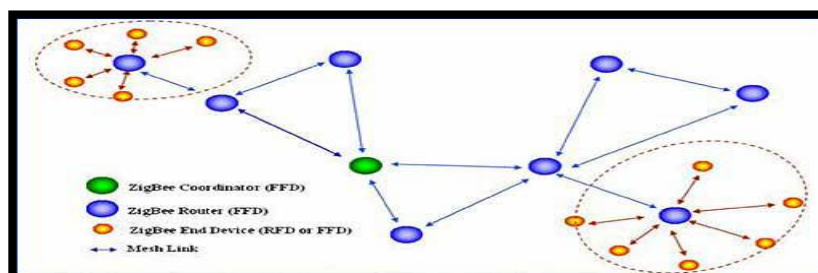 ZigBee Coordinator (FFD)
ZigBee Router (FFD)
ZigBee End Device (RFD or FFD)
Mesh Link